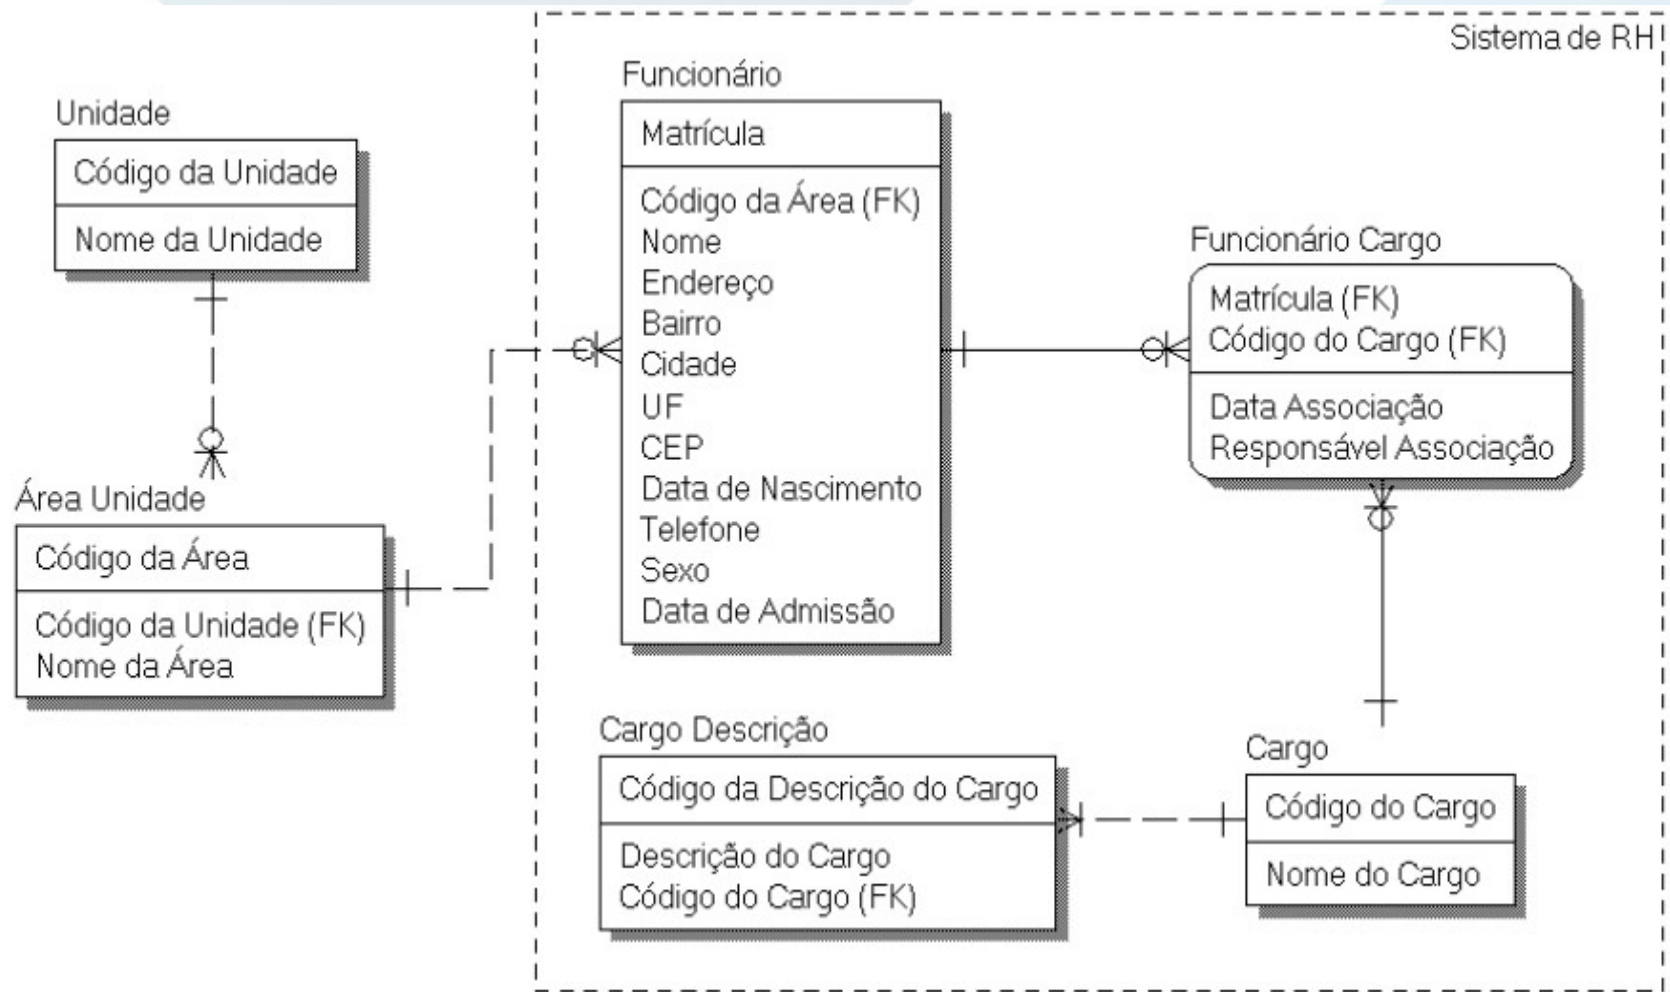 Sistema de RH
Unidade
Código da Unidade
Nome da Unidade
Área Unidade
Código da Área
Código da Unidade (FK)
Nome da Área
Funcionário
Matrícula
Código da Área (FK)
Nome
Endereço
Bairro
Cidade
UF
CEP
Data de Nascimento
Telefone
Sexo
Data de Admissão
Funcionário Cargo
Matrícula (FK)
Código do Cargo (FK)
Data Associação
Responsável Associação
Cargo Descrição
Código da Descrição do Cargo
Descrição do Cargo
Código do Cargo (FK)
Cargo
Código do Cargo
Nome do Cargo